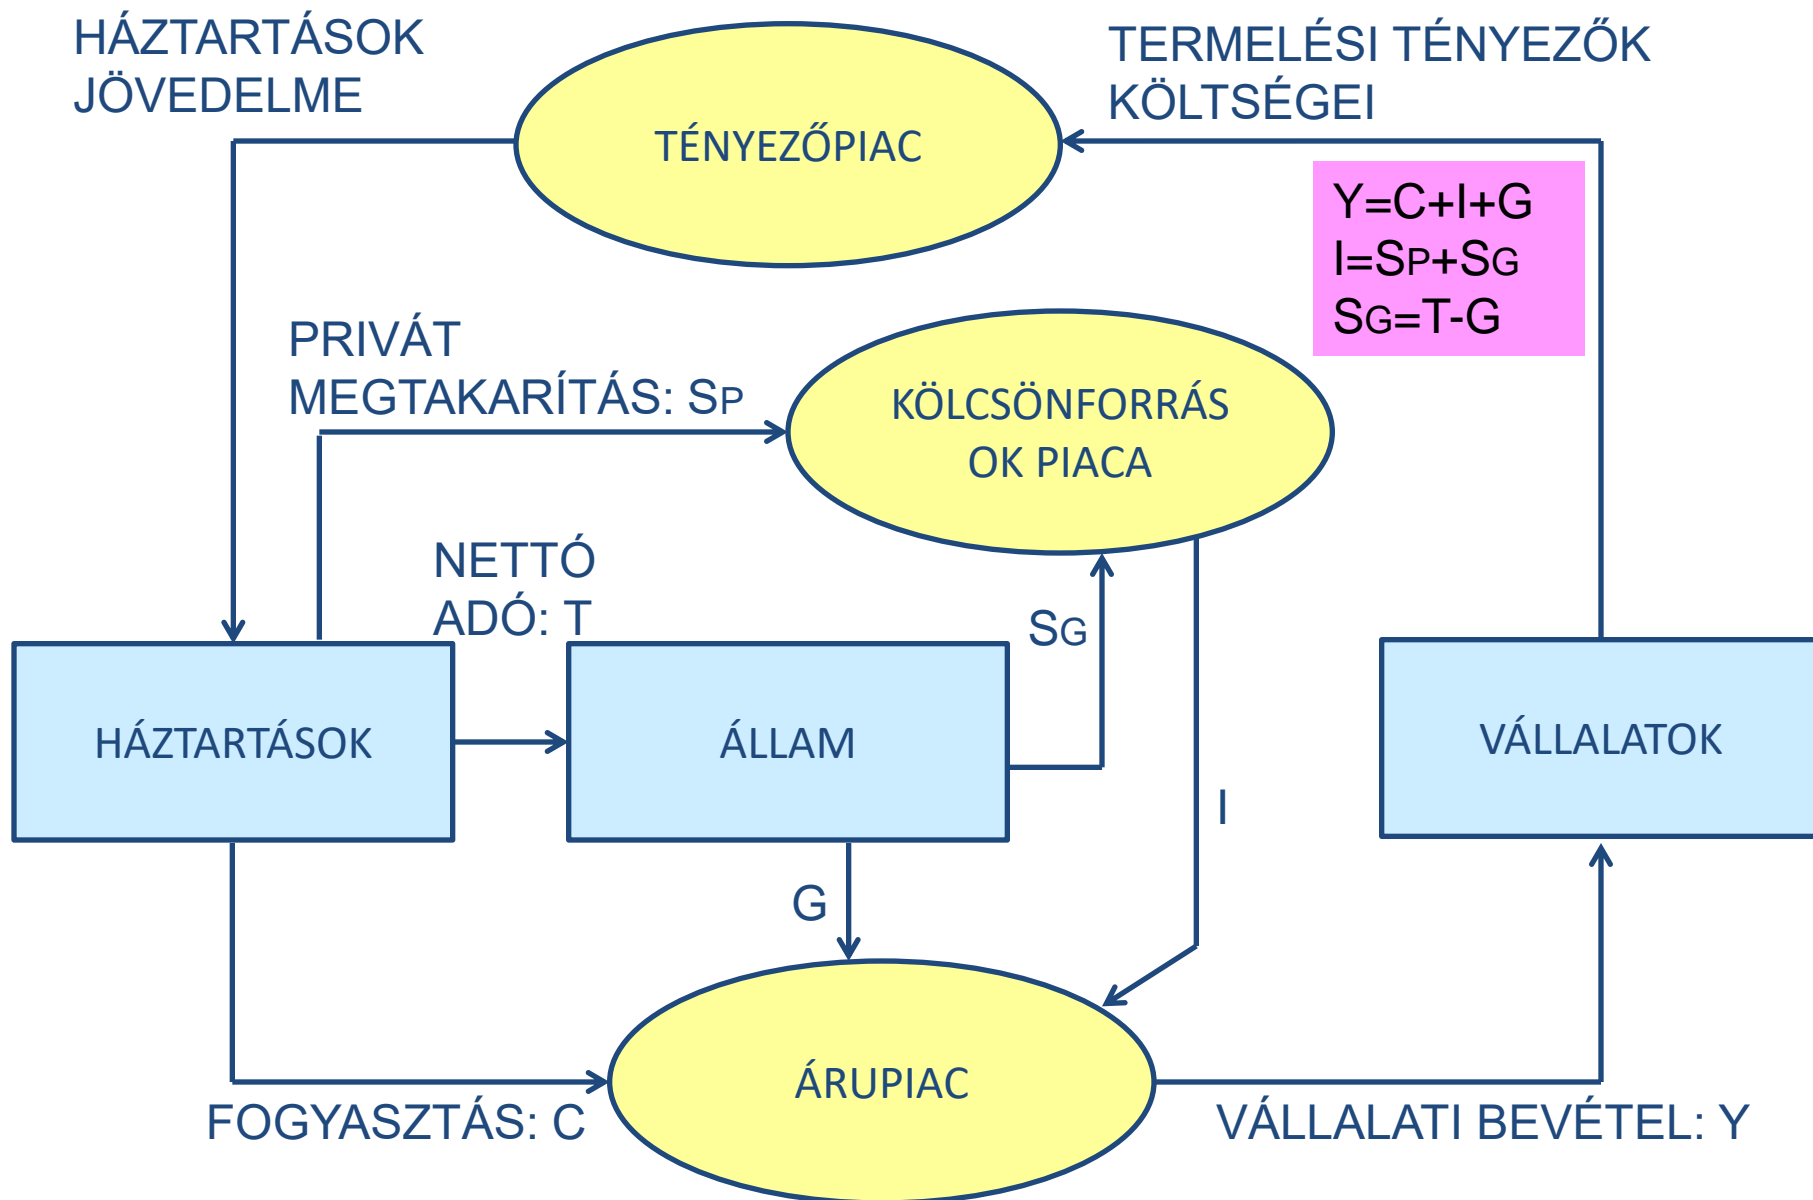 HÁZTARTÁSOK
JÖVEDELME
TÉNYEZŐPIAC
TERMELÉSI TÉNYEZŐK
KÖLTSÉGEI
Y=C+I+G
I=SP+SG
SG=T-G
PRIVÁT
MEGTAKARÍTÁS: SP
KÖLCSÖNFORRÁS
OK PIACA
NETTÓ
ADÓ: T
SG
HÁZTARTÁSOK
ÁLLAM
VÁLLALATOK
I
G
ÁRUPIAC
FOGYASZTÁS: C
VÁLLALATI BEVÉTEL: Y